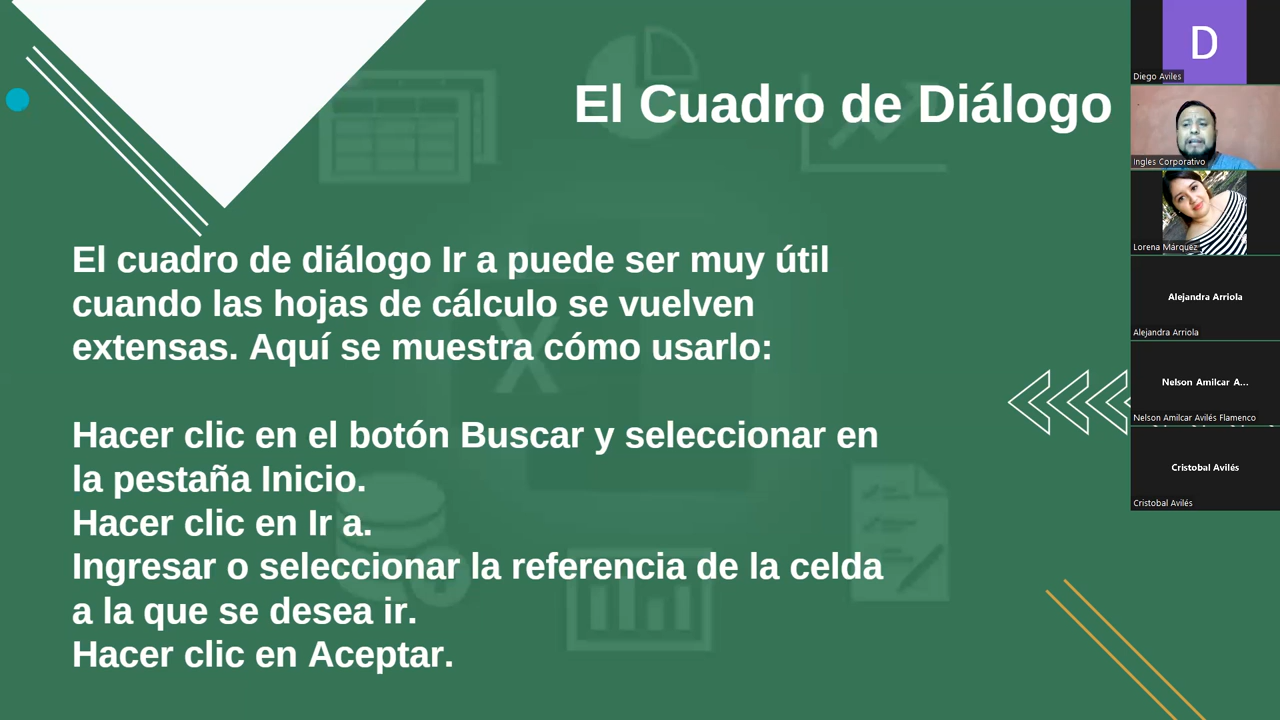 El Cuadro de Diálogo
El cuadro de diálogo Ir a puede ser muy útil
cuando las hojas de cálculo se vuelven
extensas. Aquí se muestra cómo usarlo:
Hacer clic en el botón Buscar y seleccionar en
la pestaña Inicio.
Hacer clic en Ir a.
Ingresar o seleccionar la referencia de la celda
a la que se desea ir.
Hacer clic en Aceptar.
X
D
Diego Aviles
Ingles Corporativo
Lorena Márquez
Alejandra Arriola
Alejandra Arriola
Nelson Amilcar A...
Nelson Amilcar Avilés Flamenco
Cristobal Avilés
Cristobal Avilés